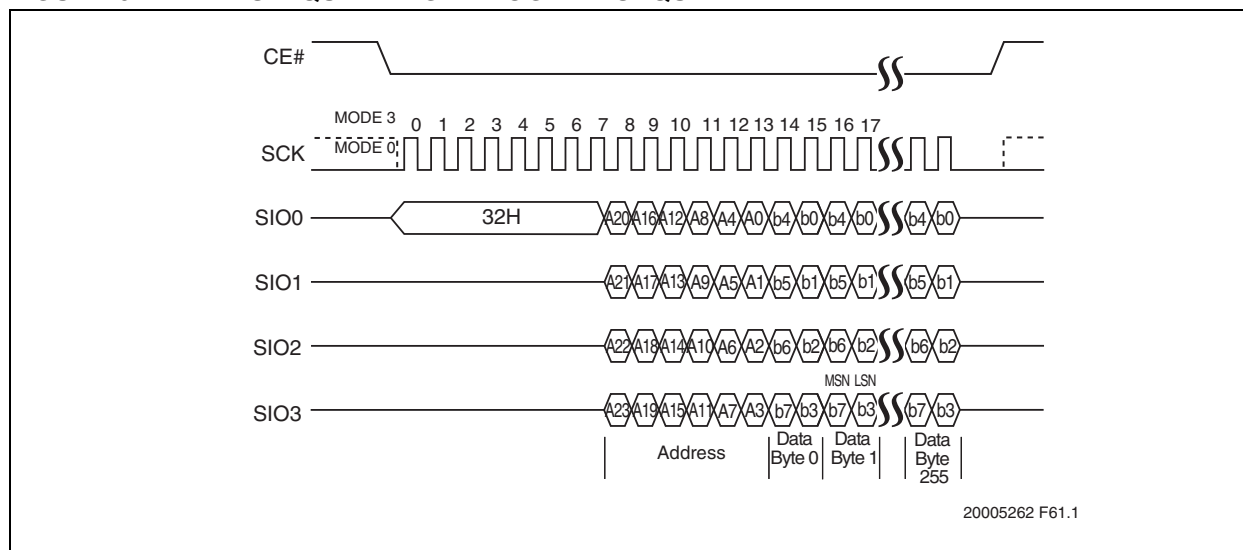 CE#
MODE 3
0 1 2 3 4 5 6 7 8 9 10 11 12 13 14 15 16 17
SCK
MODE 0
SIO0
32H
A20 A16 A12 A8 A4 A0 b4 b0 b4 b0 b4 b0
SIO1
A21 A17 A13 A9 A5 A1 b5 b1 b5 b1 b5 b1
SIO2
A22 A18 A14 A10 A6 A2 b6 b2 b6 b2 b6 b2
MSN LSN
SIO3
A23 A19 A15 A11 A7 A3 b7 b3 b7 b3 b7 b3
Address
Data
Byte 0
Data
Byte 1
Data
Byte
255
20005262 F61.1